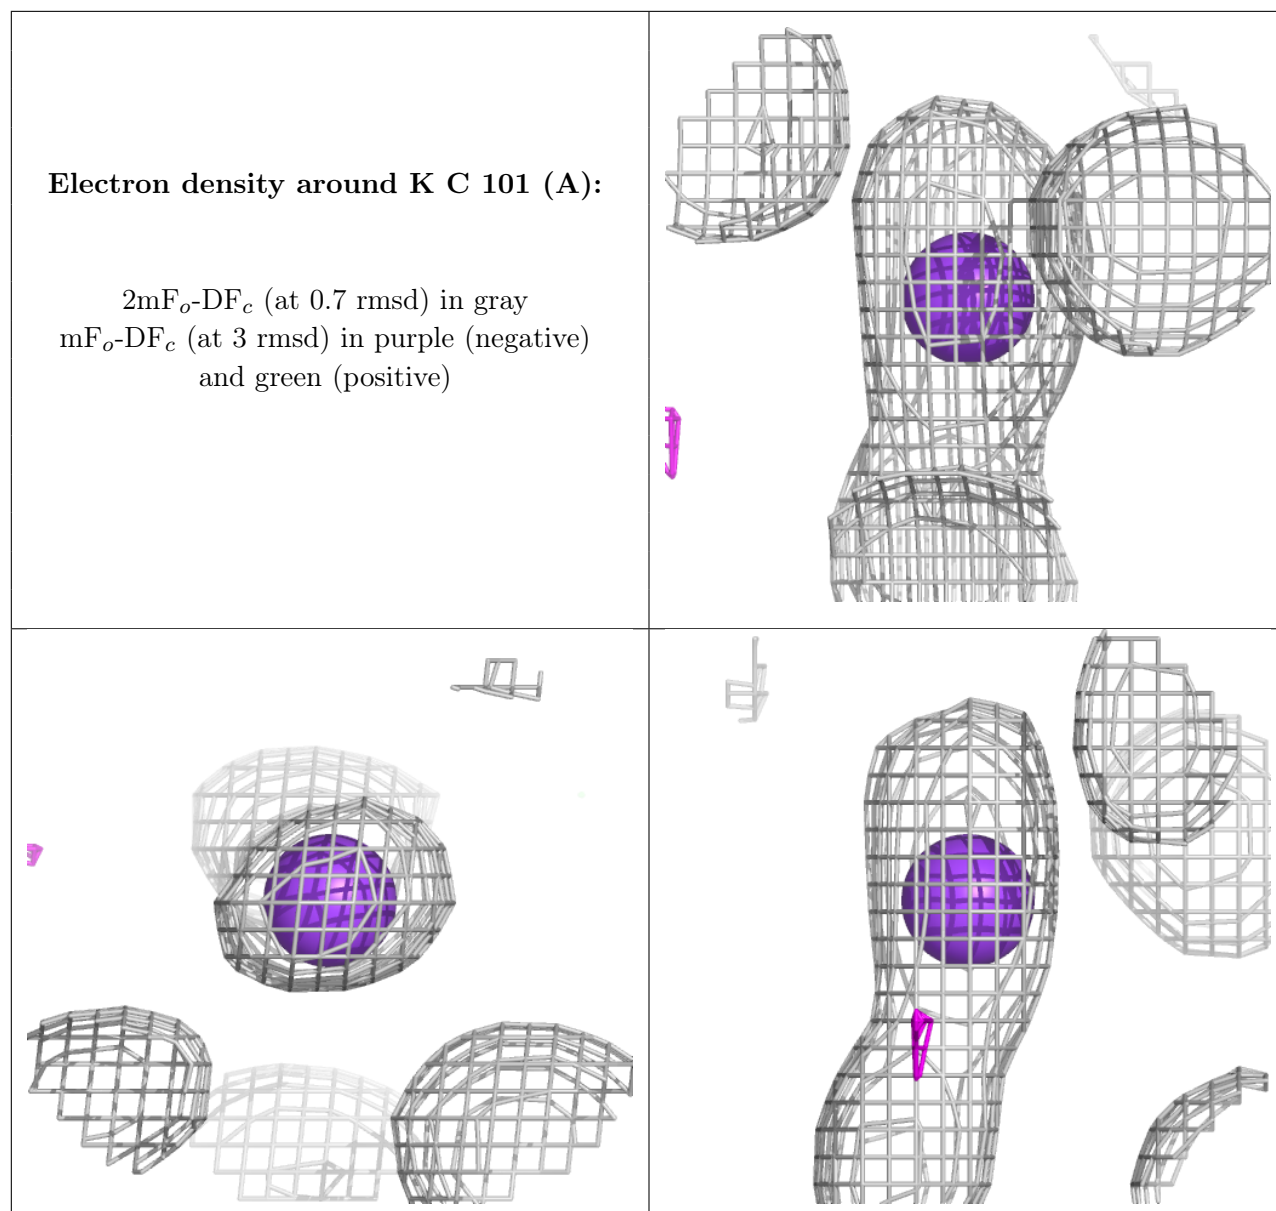 Electron density around K C 101 (A):
2mFo-DFc (at 0.7 rmsd) in gray
mFo-DFc (at 3 rmsd) in purple (negative)
and green (positive)